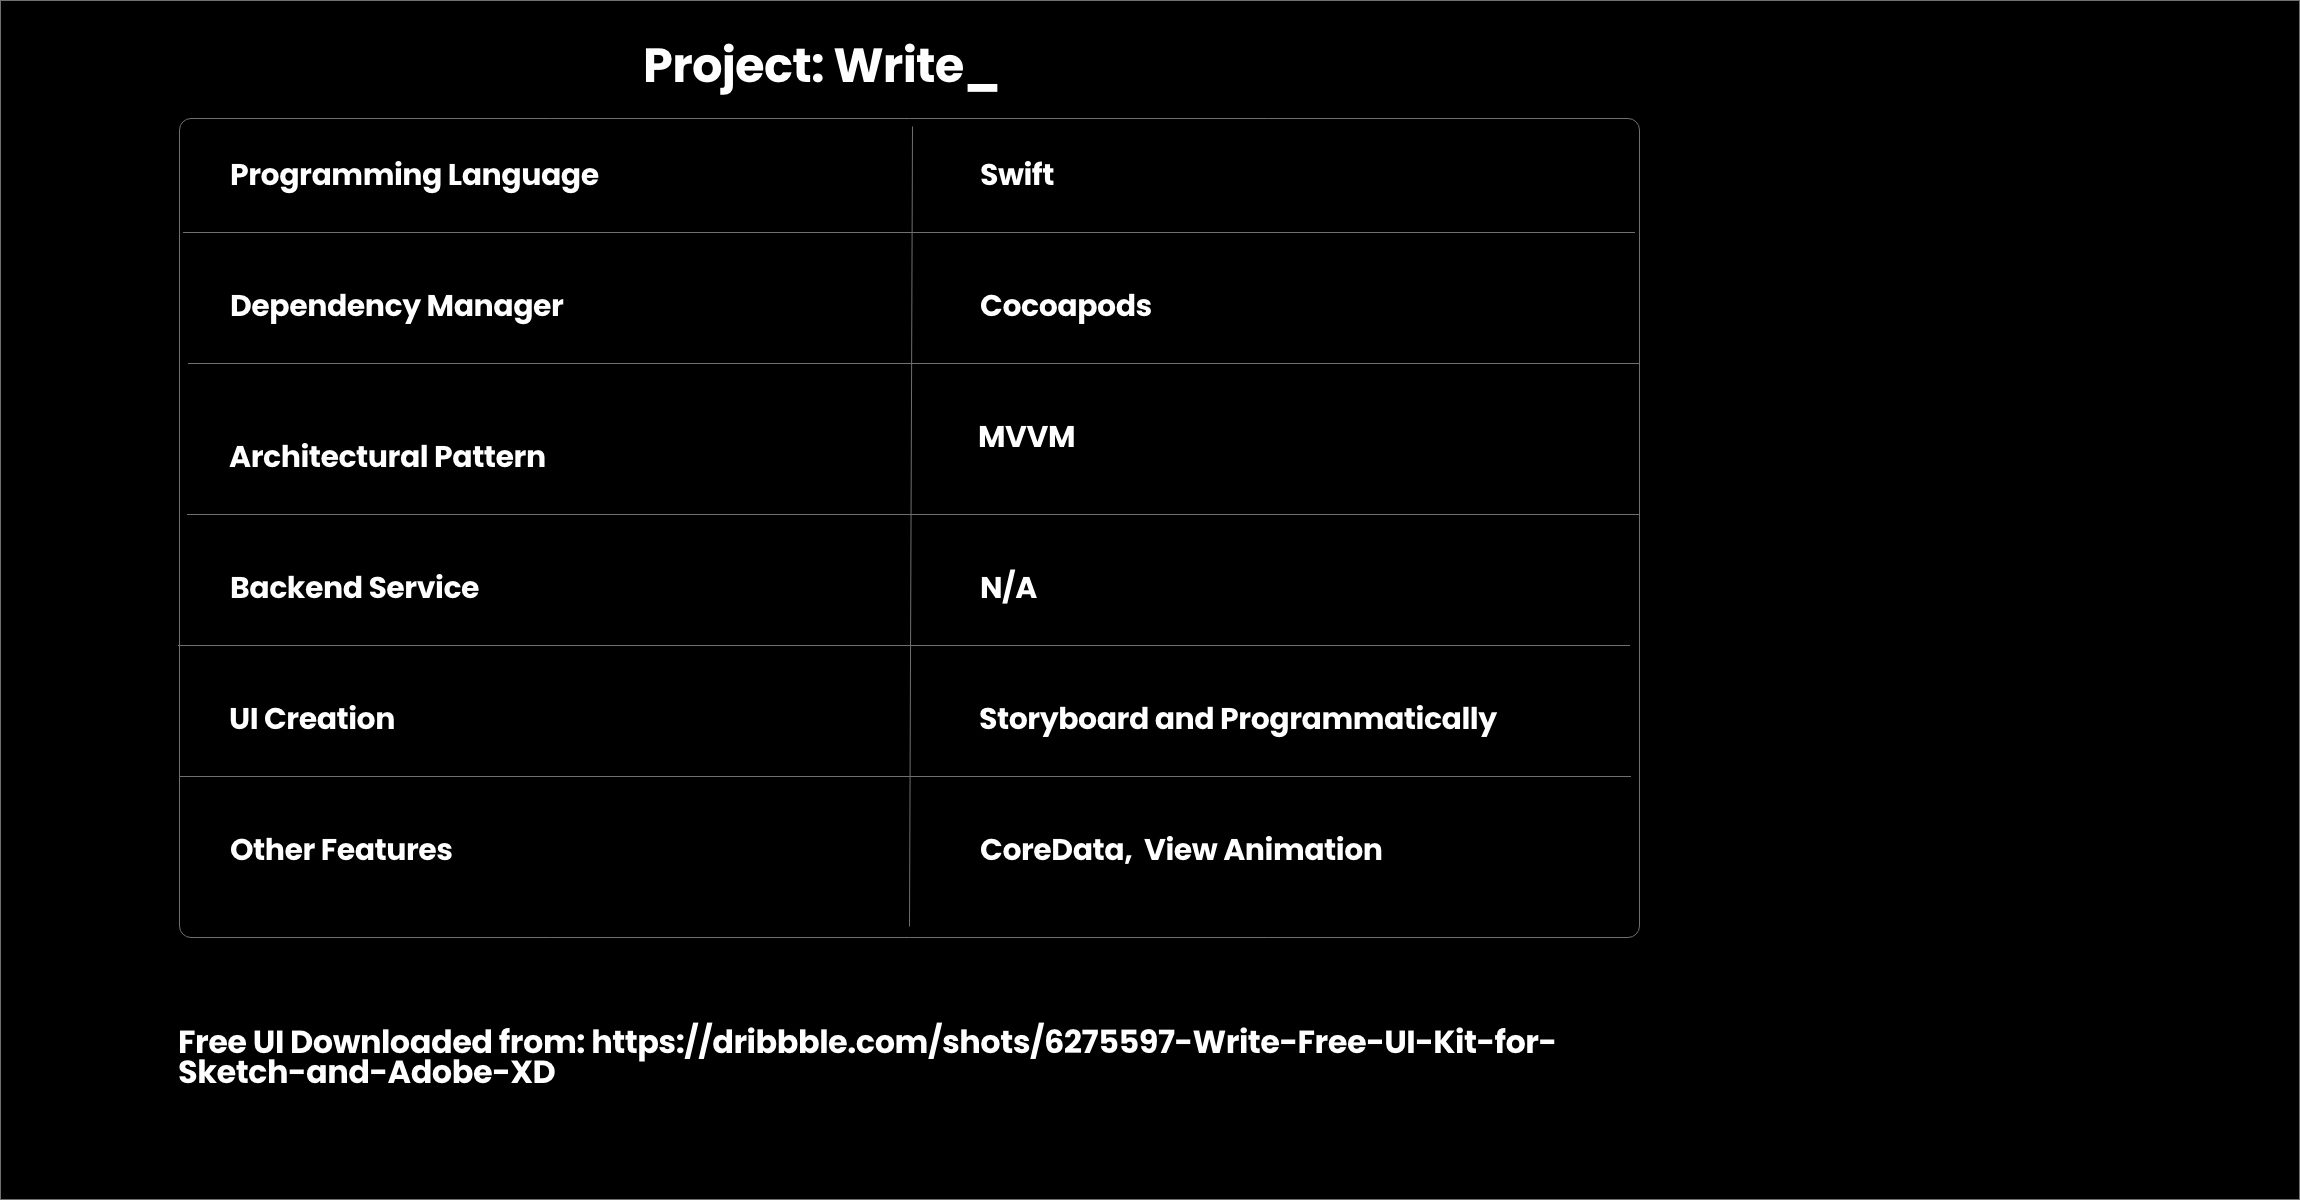 Project: Write_
Programming Language Swift
Dependency Manager Cocoapods
Architectural Pattern MVVM
Backend Service N/A
UI Creation Storyboard and Programmatically
Other Features CoreData, View Animation
Free UI Downloaded from: https://dribbble.com/shots/6275597-Write-Free-UI-Kit-for-
Sketch-and-Adobe-XD